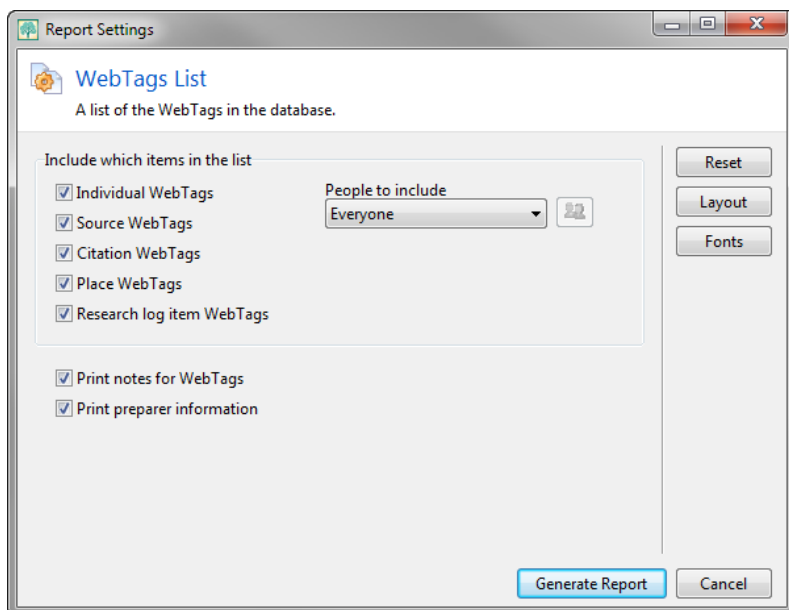 Report Settings
WebTags List
A list of the WebTags in the database.
Include which items in the list
Individual WebTags
Source WebTags
Citation WebTags
Place WebTags
Research log item WebTags
People to include
Everyone
Print notes for WebTags
Print preparer information
Reset
Layout
Fonts
Generate Report
Cancel